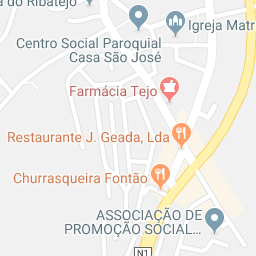 do Ribatejo
Igreja Matr
Centro Social Paroquial
Casa São José
Farmácia Tejo
Restaurante J. Geada, Lda
Churrasqueira Fontão
ASSOCIAÇÃO DE
PROMOÇÃO SOCIAL...
N1